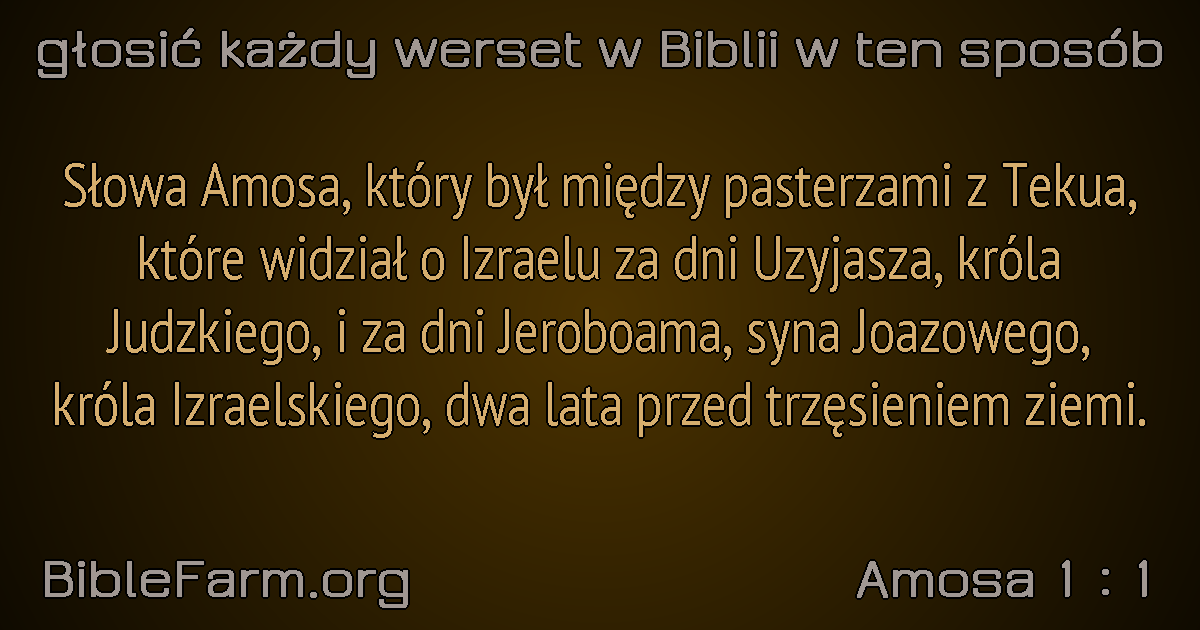 głosić każdy werset w Biblii w ten sposób
Słowa Amosa, który był między pasterzami z Tekua,
które widział o Izraelu za dni Uzyjasza, króla
Judzkiego, i za dni Jeroboama, syna Joazowego,
króla Izraelskiego, dwa lata przed trzęsieniem ziemi.
BibleFarm.org
Amosa 1 : 1